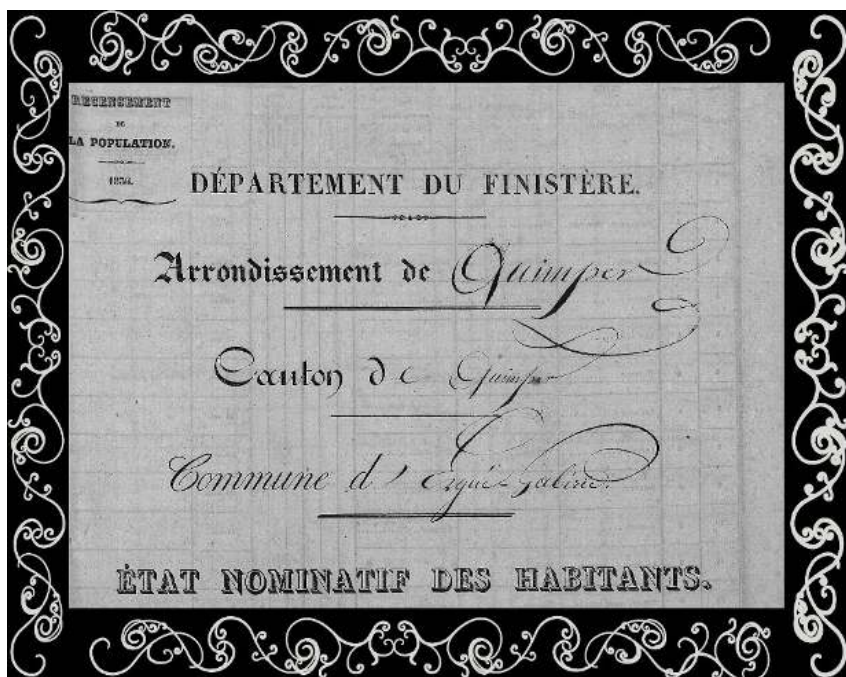 RECENSEMENT
DE
LA POPULATION.
1836.
DÉPARTEMENT DU FINISTÈRE.
Arrondissement de Quimper
Canton de Quimper
Commune d'Ergué-Gabéric
ÉTAT NOMINATIF DES HABITANTS.